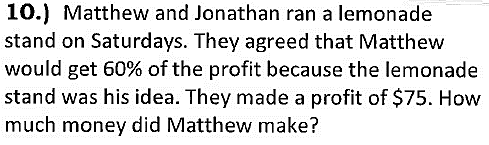 10.) Matthew and Jonathan ran a lemonade
stand on Saturdays. They agreed that Matthew
would get 60% of the profit because the lemonade
stand was his idea. They made a profit of $75. How
much money did Matthew make?